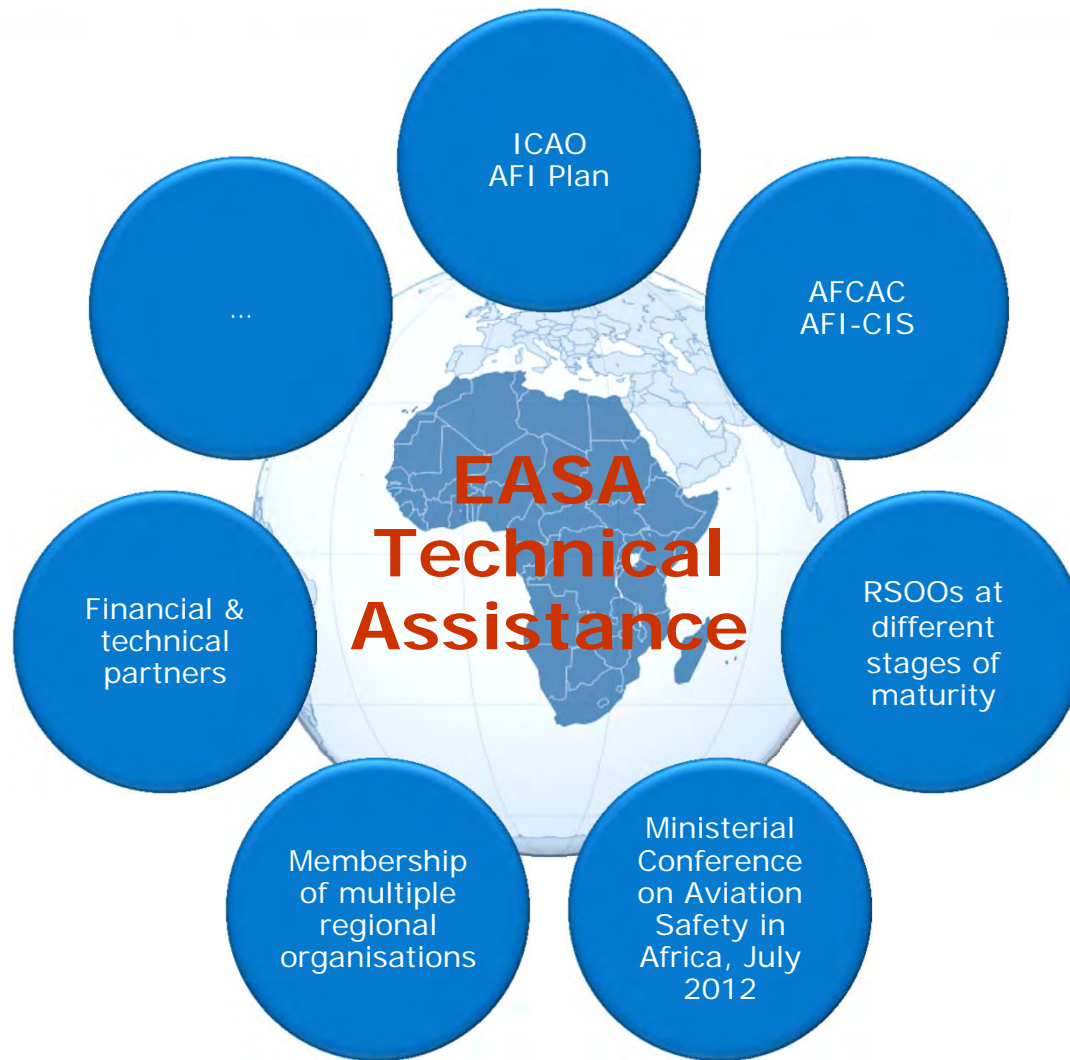 ICAO
AFI Plan
AFCAC
AFI-CIS
...
EASA
Technical
Assistance
RSOOs at
different
stages of
maturity
Financial &
technical
partners
Ministerial
Conference
on Aviation
Safety in
Africa, July
2012
Membership
of multiple
regional
organisations